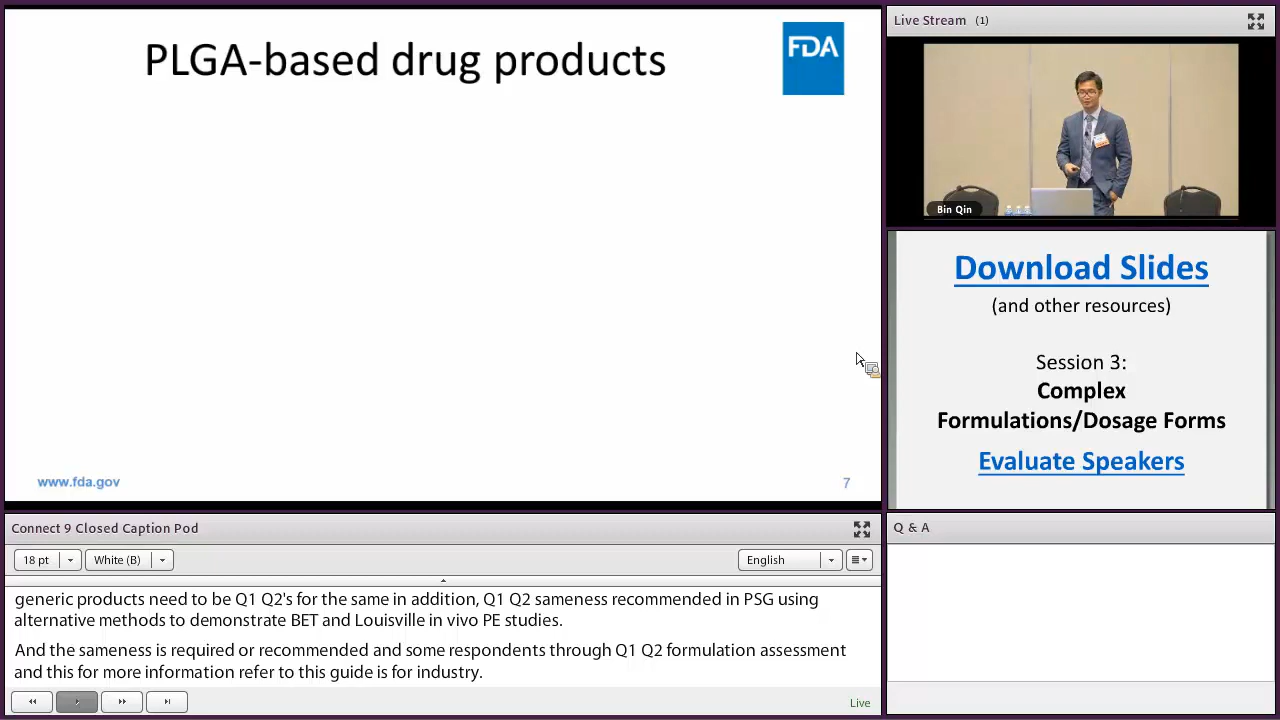 PLGA-based drug products
FDA
www.fda.gov
7
Live Stream (1)
Bin Qin
Download Slides
(and other resources)
Session 3:
Complex
Formulations/Dosage Forms
Evaluate Speakers
Connect 9 Closed Caption Pod
18 pt
White (B)
English
generic products need to be Q1 Q2's for the same in addition, Q1 Q2 sameness recommended in PSG using
alternative methods to demonstrate BET and Louisville in vivo PE studies.
And the sameness is required or recommended and some respondents through Q1 Q2 formulation assessment
and this for more information refer to this guide is for industry.
Live
Q & A